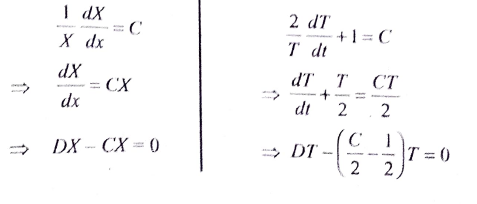 1/X dX/dx = C
⇒ dX/dx = CX
⇒ DX − CX = 0
2/T dT/dt + 1 = C
⇒ dT/dt + T/2 = CT/2
⇒ DT − (C/2 − 1/2) T = 0